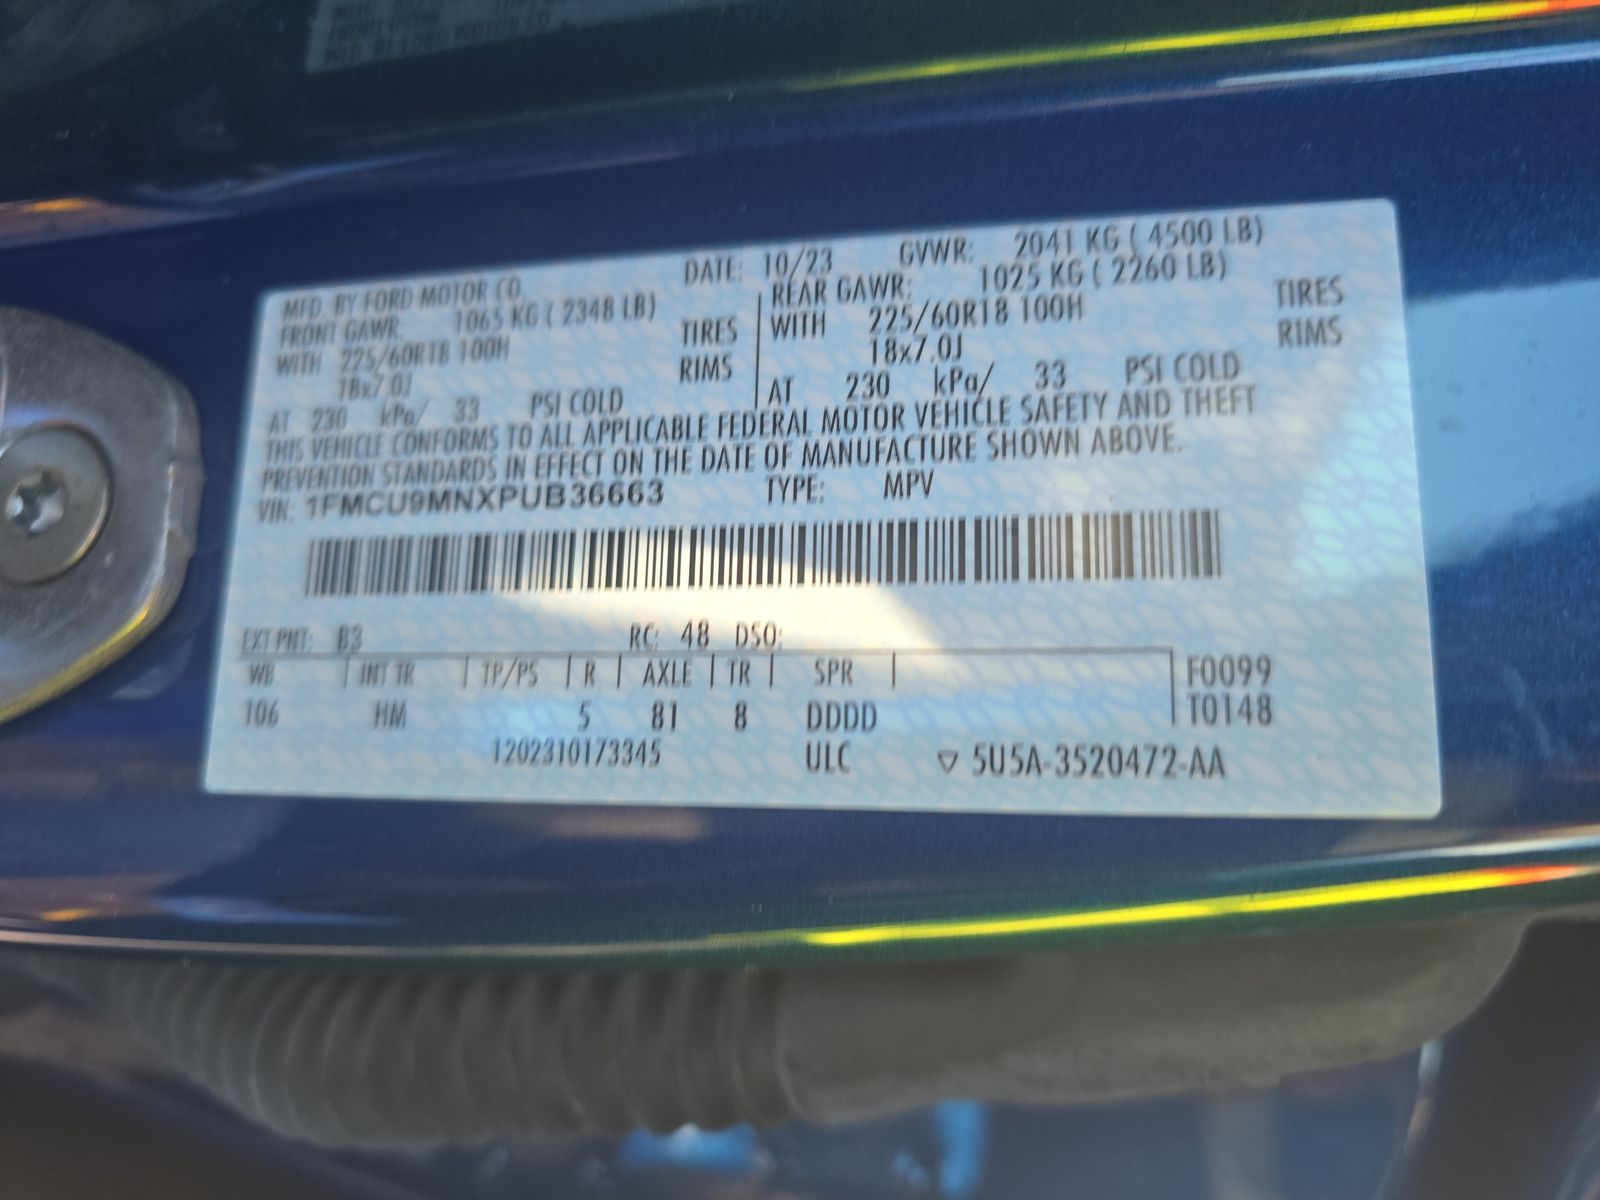 MFD. BY FORD MOTOR CO. DATE: 10/23 GVWR: 2041 KG ( 4500 LB)
FRONT GAWR: 1065 KG ( 2348 LB) REAR GAWR: 1025 KG ( 2260 LB)
WITH 225/60R18 100H TIRES WITH 225/60R18 100H TIRES
18x7.0J RIMS 18x7.0J RIMS
AT 230 kPa/ 33 PSI COLD AT 230 kPa/ 33 PSI COLD
THIS VEHICLE CONFORMS TO ALL APPLICABLE FEDERAL MOTOR VEHICLE SAFETY AND THEFT
PREVENTION STANDARDS IN EFFECT ON THE DATE OF MANUFACTURE SHOWN ABOVE.
VIN: 1FMCU9MNXPUB36663 TYPE: MPV
EXT PNT: B3 RC: 48 DSO:
WB INT TR TP/PS R AXLE TR SPR F0099
106 HM 5 81 8 DDDD T0148
1202310173345 ULC ▽ 5U5A-3520472-AA